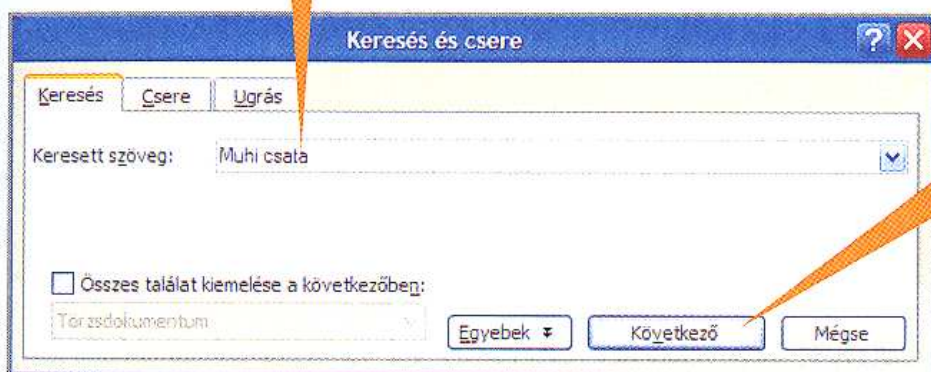 Keresés és csere
Keresés Csere Ugrás
Keresett szöveg: Muhi csata
Összes találat kiemelése a következőben:
Törzsdokumentum
Egyebek Következő Mégse